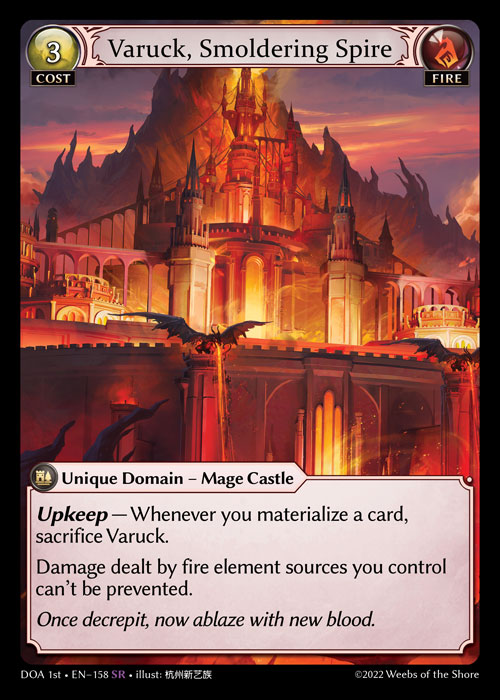 3
COST
Varuck, Smoldering Spire
FIRE
Unique Domain – Mage Castle
Upkeep — Whenever you materialize a card,
sacrifice Varuck.
Damage dealt by fire element sources you control
can't be prevented.
Once decrepit, now ablaze with new blood.
DOA 1st • EN–158 SR • illust: 杭州新艺族
©2022 Weebs of the Shore